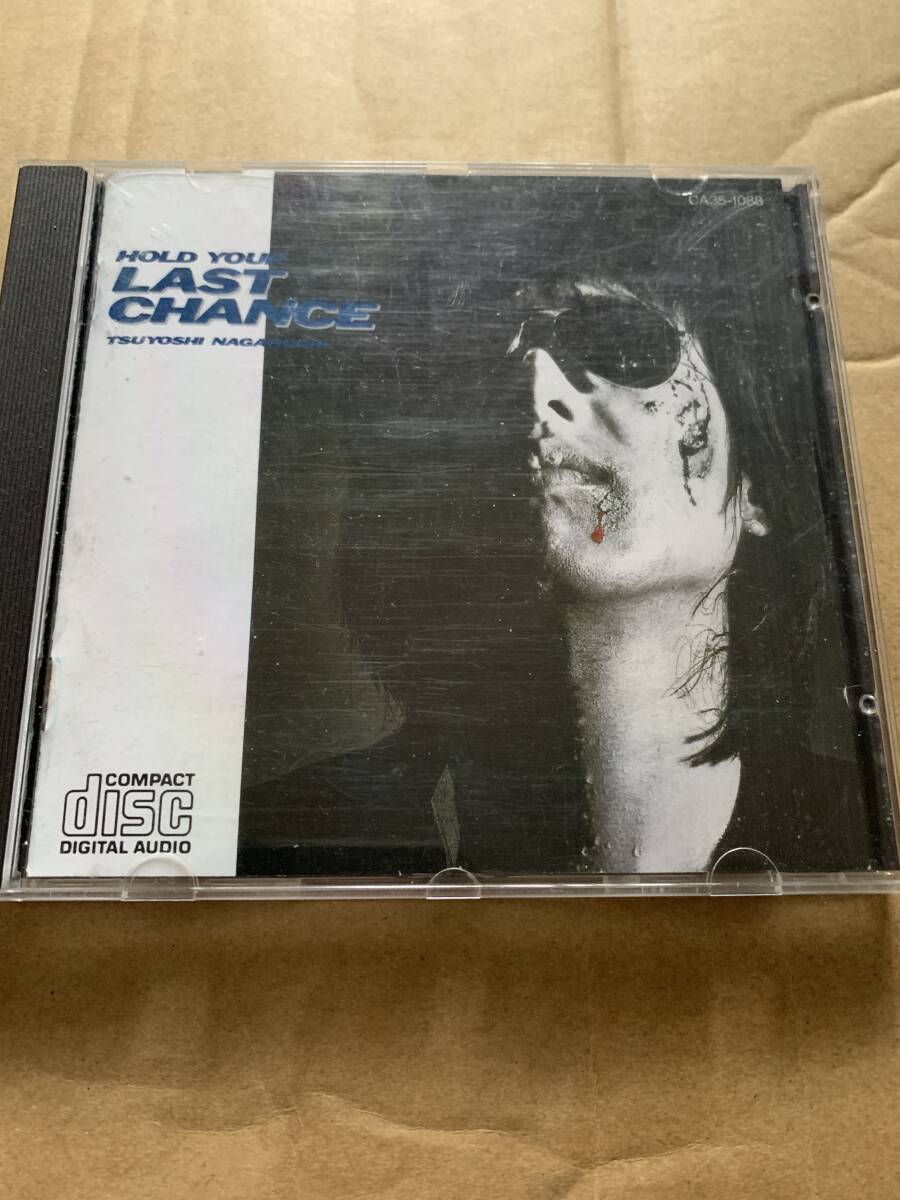 CA35-1088
HOLD YOUR
LAST
CHANCE
TSUYOSHI NAGABUCHI
COMPACT
disc
DIGITAL AUDIO